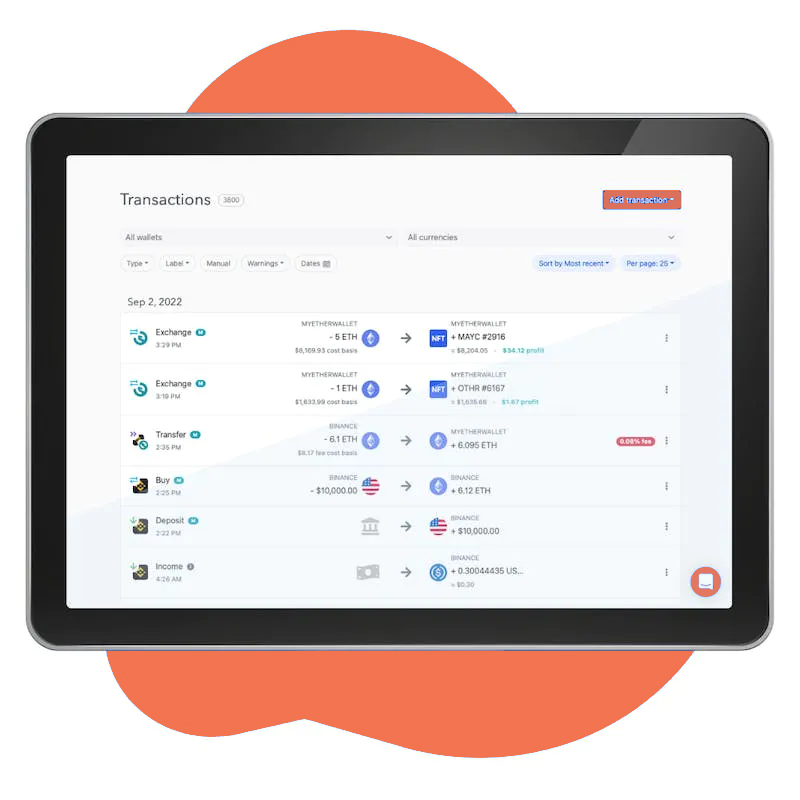 Transactions 3800
Add transaction
All wallets
All currencies
Type
Label
Manual
Warnings
Dates
Sort by Most recent
Per page: 25
Sep 2, 2022
Exchange M
3:29 PM
MYETHERWALLET
- 5 ETH
$8,169.93 cost basis
NFT
MYETHERWALLET
+ MAYC #2916
≈ $8,204.05 • $34.12 profit
Exchange M
3:19 PM
MYETHERWALLET
- 1 ETH
$1,633.99 cost basis
NFT
MYETHERWALLET
+ OTHR #6167
≈ $1,635.66 • $1.67 profit
Transfer M
2:35 PM
BINANCE
- 6.1 ETH
$8.17 fee cost basis
MYETHERWALLET
+ 6.095 ETH
0.08% fee
Buy M
2:25 PM
BINANCE
- $10,000.00
BINANCE
+ 6.12 ETH
Deposit M
2:22 PM
BINANCE
+ $10,000.00
Income
4:26 AM
BINANCE
+ 0.30044435 US...
≈ $0.30